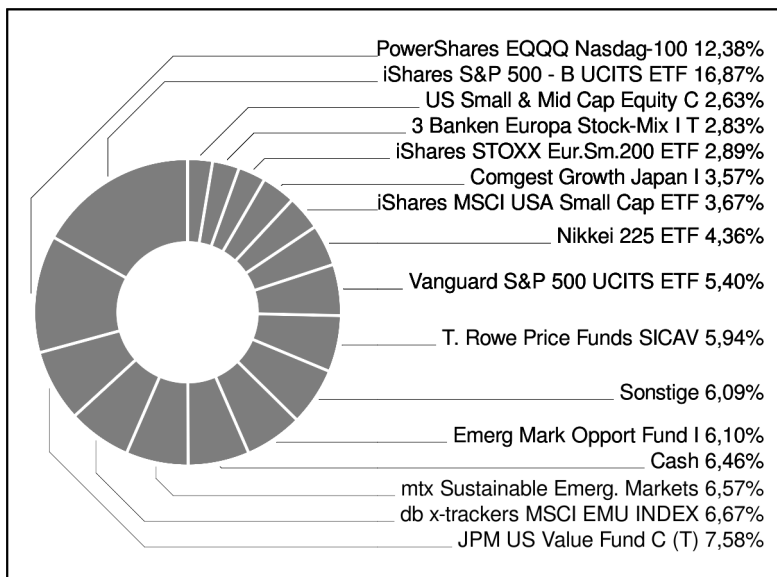 PowerShares EQQQ Nasdag-100 12,38%
iShares S&P 500 - B UCITS ETF 16,87%
US Small & Mid Cap Equity C 2,63%
3 Banken Europa Stock-Mix I T 2,83%
iShares STOXX Eur.Sm.200 ETF 2,89%
Comgest Growth Japan I 3,57%
iShares MSCI USA Small Cap ETF 3,67%
Nikkei 225 ETF 4,36%
Vanguard S&P 500 UCITS ETF 5,40%
T. Rowe Price Funds SICAV 5,94%
Sonstige 6,09%
Emerg Mark Opport Fund I 6,10%
Cash 6,46%
mtx Sustainable Emerg. Markets 6,57%
db x-trackers MSCI EMU INDEX 6,67%
JPM US Value Fund C (T) 7,58%